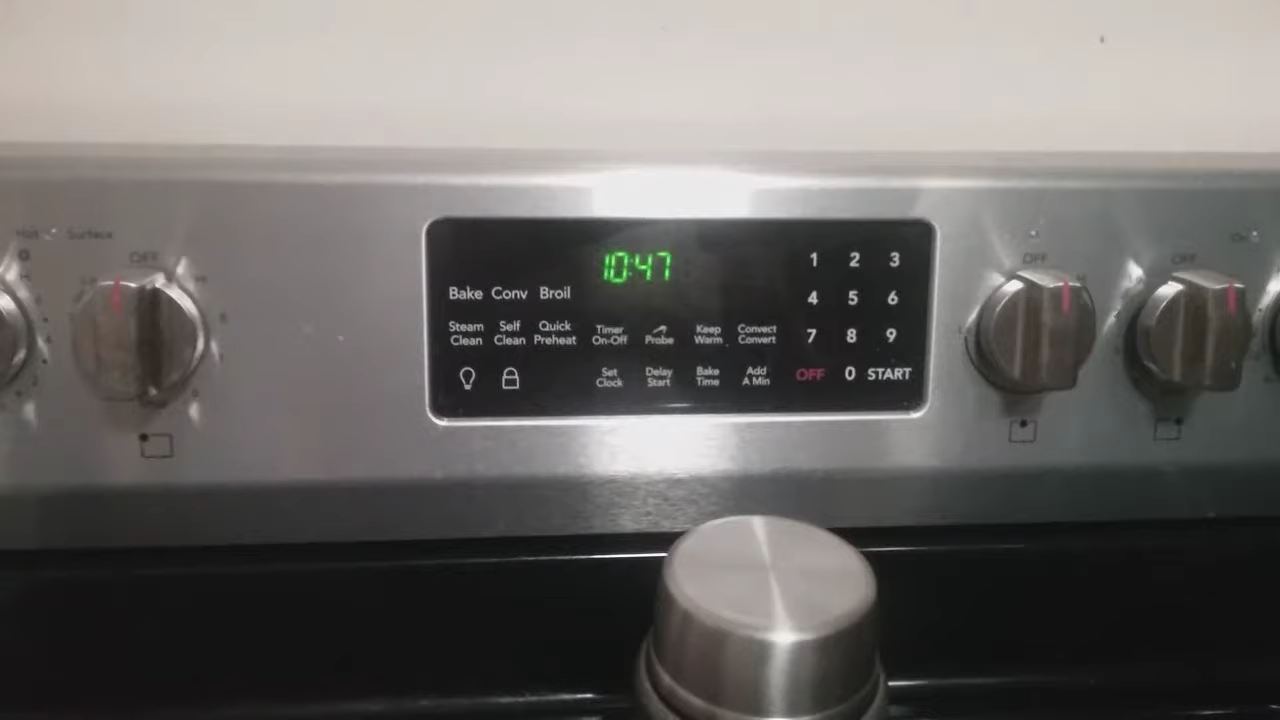 Hot Surface
OFF
OFF
OFF
10:47
Bake Conv Broil
Steam Clean
Self Clean
Quick Preheat
Timer On-Off
Probe
Keep Warm
Convect Convert
Set Clock
Delay Start
Bake Time
Add A Min
1 2 3
4 5 6
7 8 9
OFF 0 START